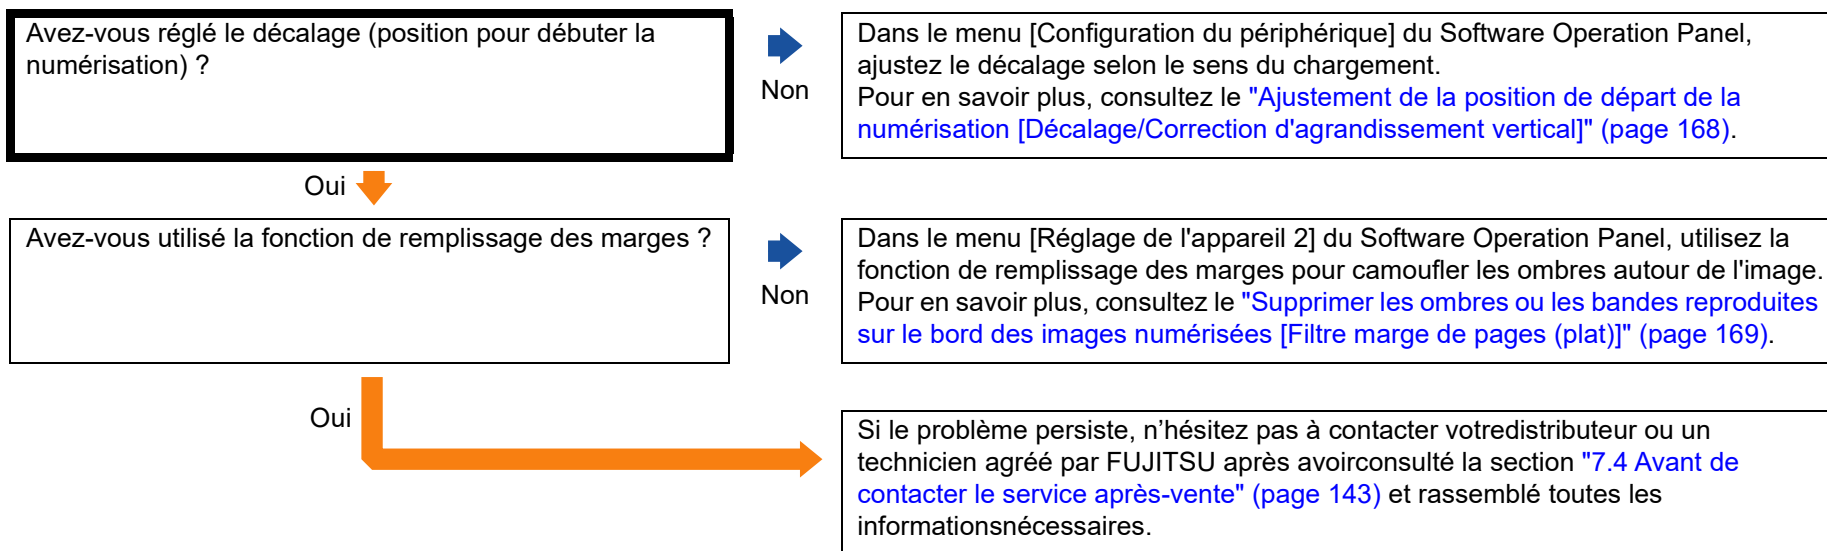 Avez-vous réglé le décalage (position pour débuter la
numérisation) ?
Non
Dans le menu [Configuration du périphérique] du Software Operation Panel,
ajustez le décalage selon le sens du chargement.
Pour en savoir plus, consultez le "Ajustement de la position de départ de la
numérisation [Décalage/Correction d'agrandissement vertical]" (page 168).
Oui
Avez-vous utilisé la fonction de remplissage des marges ?
Non
Dans le menu [Réglage de l'appareil 2] du Software Operation Panel, utilisez la
fonction de remplissage des marges pour camoufler les ombres autour de l'image.
Pour en savoir plus, consultez le "Supprimer les ombres ou les bandes reproduites
sur le bord des images numérisées [Filtre marge de pages (plat)]" (page 169).
Oui
Si le problème persiste, n’hésitez pas à contacter votredistributeur ou un
technicien agréé par FUJITSU après avoirconsulté la section "7.4 Avant de
contacter le service après-vente" (page 143) et rassemblé toutes les
informationsnécessaires.